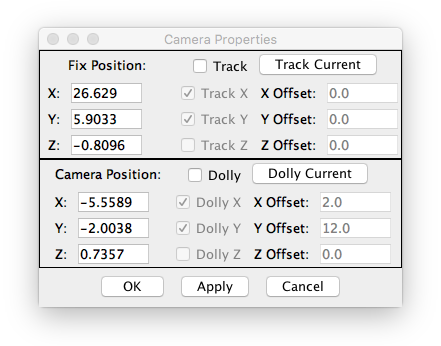 Camera Properties
Fix Position: Track Track Current
X: 26.629 Track X X Offset: 0.0
Y: 5.9033 Track Y Y Offset: 0.0
Z: −0.8096 Track Z Z Offset: 0.0
Camera Position: Dolly Dolly Current
X: −5.5589 Dolly X X Offset: 2.0
Y: −2.0038 Dolly Y Y Offset: 12.0
Z: 0.7357 Dolly Z Z Offset: 0.0
OK Apply Cancel